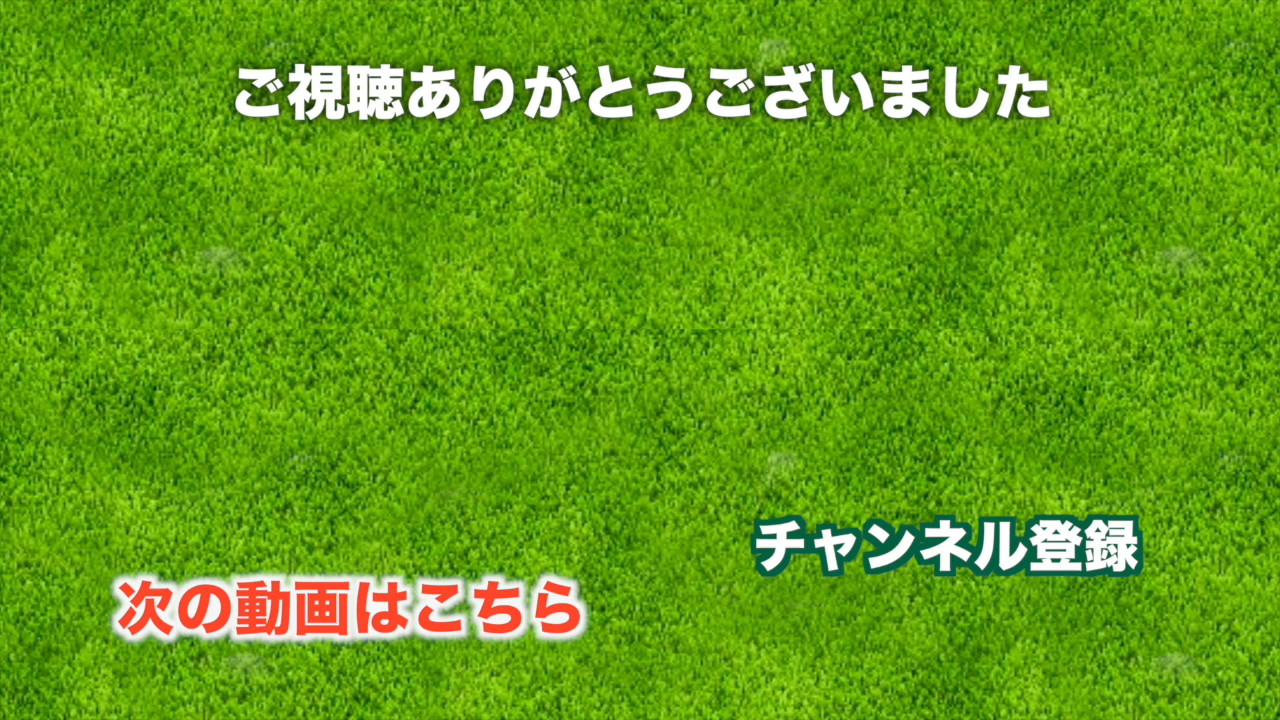 ご視聴ありがとうございました
チャンネル登録
次の動画はこちら